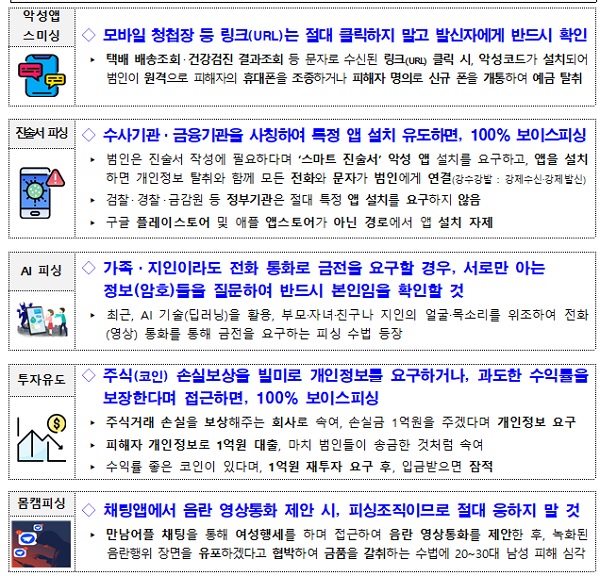 악성앱
스미싱
◇ 모바일 청첩장 등 링크(URL)는 절대 클릭하지 말고 발신자에게 반드시 확인
▸ 택배 배송조회·건강검진 결과조회 등 문자로 수신된 링크(URL) 클릭 시, 악성코드가 설치되어
범인이 원격으로 피해자의 휴대폰을 조종하거나 피해자 명의로 신규 폰을 개통하여 예금 탈취
진술서 피싱
◇ 수사기관·금융기관을 사칭하여 특정 앱 설치 유도하면, 100% 보이스피싱
▸ 범인은 진술서 작성에 필요하다며 '스마트 진술서' 악성 앱 설치를 요구하고, 앱을 설치
하면 개인정보 탈취와 함께 모든 전화와 문자가 범인에게 연결(강수강발 : 강제수신·강제발신)
▸ 검찰·경찰·금감원 등 정부기관은 절대 특정 앱 설치를 요구하지 않음
▸ 구글 플레이스토어 및 애플 앱스토어가 아닌 경로에서 앱 설치 자제
AI 피싱
◇ 가족·지인이라도 전화 통화로 금전을 요구할 경우, 서로만 아는
정보(암호)들을 질문하여 반드시 본인임을 확인할 것
▸ 최근, AI 기술(딥러닝)을 활용, 부모·자녀·친구나 지인의 얼굴·목소리를 위조하여 전화
(영상) 통화를 통해 금전을 요구하는 피싱 수법 등장
투자유도
◇ 주식(코인) 손실보상을 빌미로 개인정보를 요구하거나, 과도한 수익률을
보장한다며 접근하면, 100% 보이스피싱
▸ 주식거래 손실을 보상해주는 회사로 속여, 손실금 1억원을 주겠다며 개인정보 요구
▸ 피해자 개인정보로 1억원 대출, 마치 범인들이 송금한 것처럼 속여
▸ 수익률 좋은 코인이 있다며, 1억원 재투자 요구 후, 입금받으면 잠적
몸캠피싱
◇ 채팅앱에서 음란 영상통화 제안 시, 피싱조직이므로 절대 응하지 말 것
▸ 만남어플 채팅을 통해 여성행세를 하며 접근하여 음란 영상통화를 제안한 후, 녹화된
음란행위 장면을 유포하겠다고 협박하여 금품을 갈취하는 수법에 20~30대 남성 피해 심각